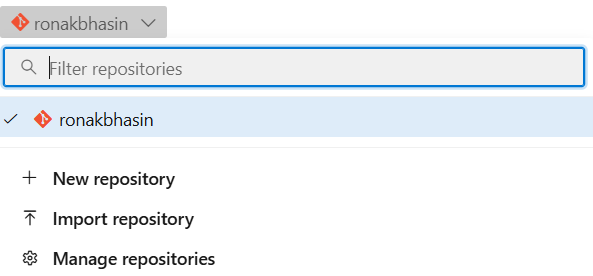 ronakbhasin
Filter repositories
ronakbhasin
New repository
Import repository
Manage repositories